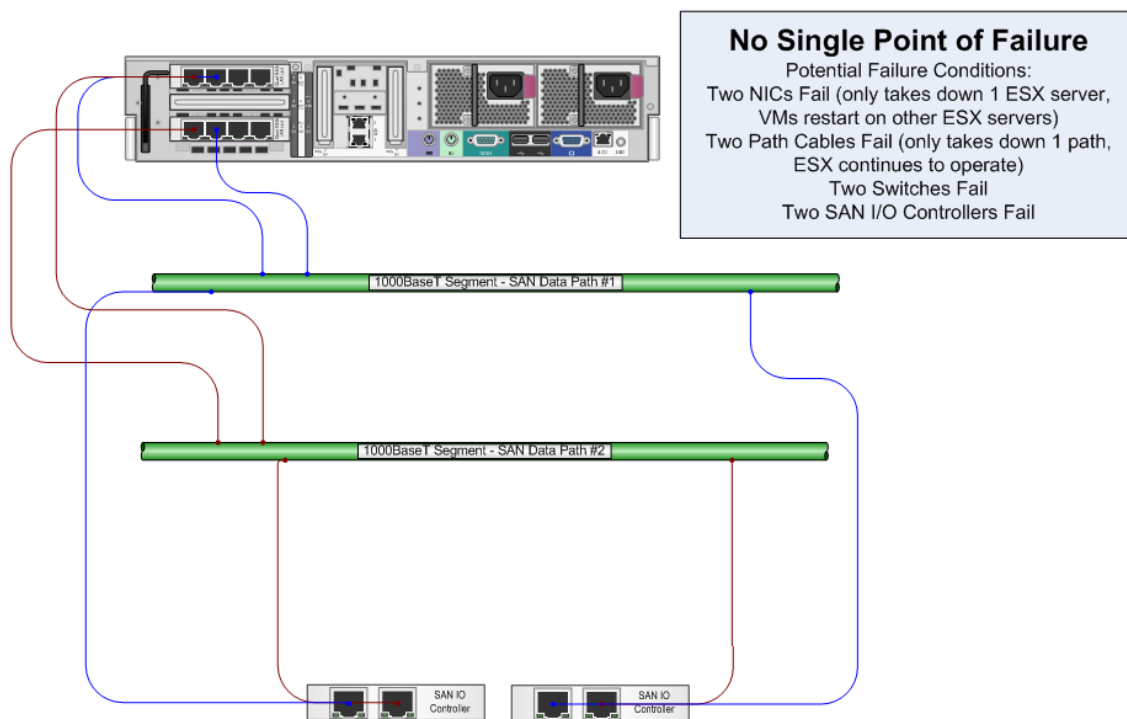 No Single Point of Failure
Potential Failure Conditions:
Two NICs Fail (only takes down 1 ESX server,
VMs restart on other ESX servers)
Two Path Cables Fail (only takes down 1 path,
ESX continues to operate)
Two Switches Fail
Two SAN I/O Controllers Fail
1000BaseT Segment - SAN Data Path #1
1000BaseT Segment - SAN Data Path #2
SAN IO
Controller
SAN IO
Controller